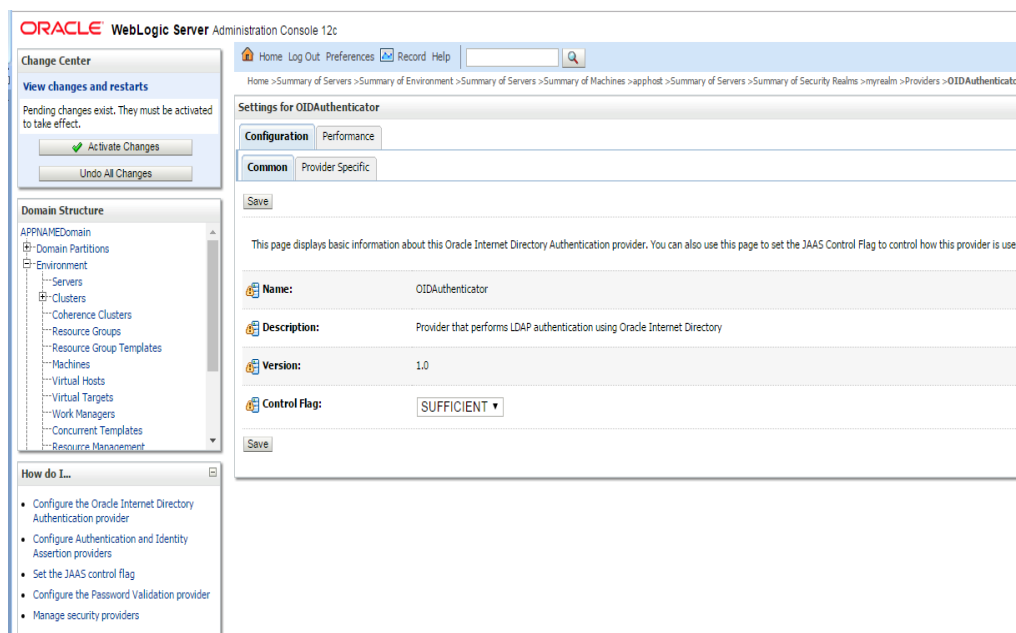 ORACLE WebLogic Server Administration Console 12c
Change Center
View changes and restarts
Pending changes exist. They must be activated
to take effect.
Activate Changes
Undo All Changes
Domain Structure
APPNAMEDomain
Domain Partitions
Environment
Servers
Clusters
Coherence Clusters
Resource Groups
Resource Group Templates
Machines
Virtual Hosts
Virtual Targets
Work Managers
Concurrent Templates
Resource Management
How do I...
Configure the Oracle Internet Directory
Authentication provider
Configure Authentication and Identity
Assertion providers
Set the JAAS control flag
Configure the Password Validation provider
Manage security providers
Home Log Out Preferences Record Help
Home >Summary of Servers >Summary of Environment >Summary of Servers >Summary of Machines >apphost >Summary of Servers >Summary of Security Realms >myrealm >Providers >OIDAuthenticato
Settings for OIDAuthenticator
Configuration Performance
Common Provider Specific
Save
This page displays basic information about this Oracle Internet Directory Authentication provider. You can also use this page to set the JAAS Control Flag to control how this provider is use
Name: OIDAuthenticator
Description: Provider that performs LDAP authentication using Oracle Internet Directory
Version: 1.0
Control Flag: SUFFICIENT
Save